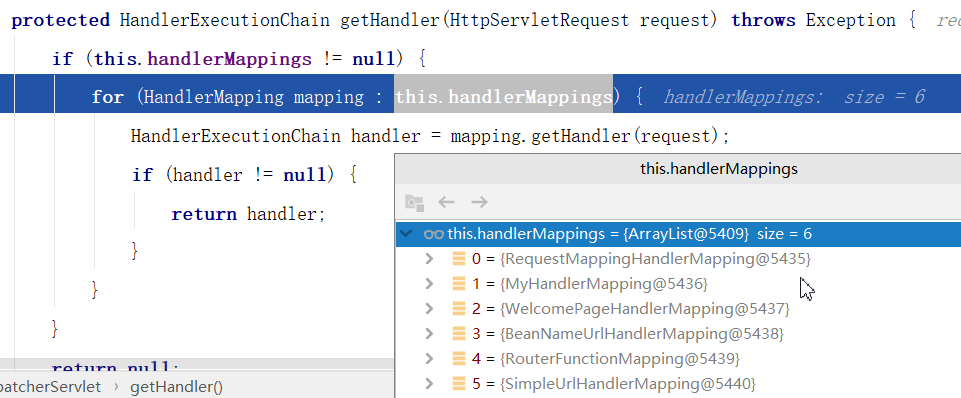 protected HandlerExecutionChain getHandler(HttpServletRequest request) throws Exception {
if (this.handlerMappings != null) {
for (HandlerMapping mapping : this.handlerMappings) { handlerMappings: size = 6
HandlerExecutionChain handler = mapping.getHandler(request);
if (handler != null) {
return handler;
}
}
}
return null;
patcherServlet › getHandler()
this.handlerMappings
this.handlerMappings = {ArrayList@5409} size = 6
0 = {RequestMappingHandlerMapping@5435}
1 = {MyHandlerMapping@5436}
2 = {WelcomePageHandlerMapping@5437}
3 = {BeanNameUrlHandlerMapping@5438}
4 = {RouterFunctionMapping@5439}
5 = {SimpleUrlHandlerMapping@5440}